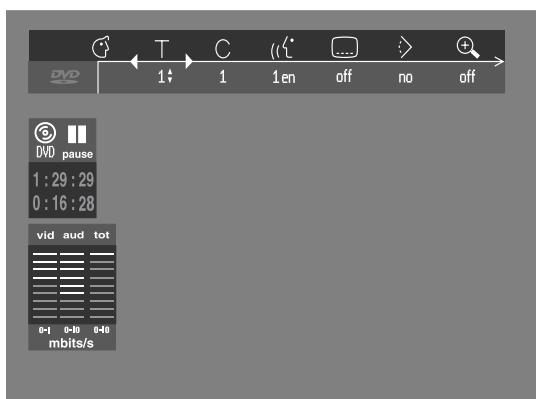 T C
DVD 1 1 1 en off no off
DVD pause
1:29:29
0:16:28
vid aud tot
0-1 0-10 0-10
mbits/s